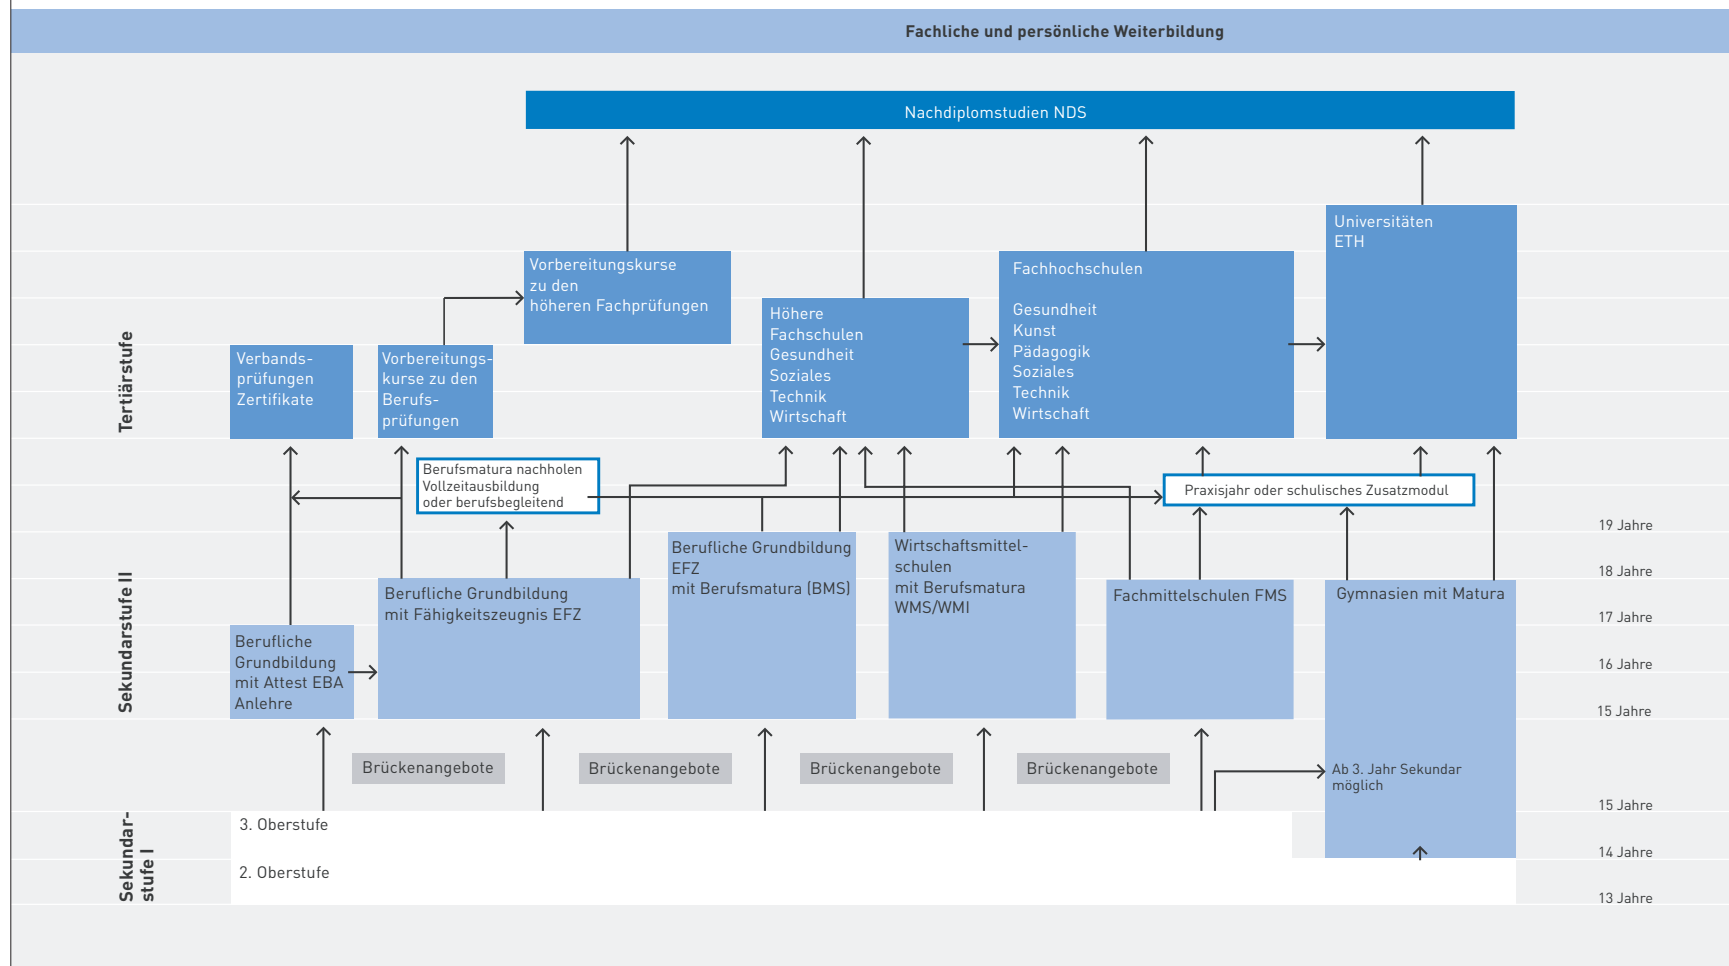 Fachliche und persönliche Weiterbildung
Nachdiplomstudien NDS
Universitäten
ETH
Vorbereitungskurse
zu den
höheren Fachprüfungen
Fachhochschulen
Gesundheit
Kunst
Pädagogik
Soziales
Technik
Wirtschaft
Höhere
Fachschulen
Gesundheit
Soziales
Technik
Wirtschaft
Tertiärstufe
Verbands-
prüfungen
Zertifikate
Vorbereitungs-
kurse zu den
Berufs-
prüfungen
Berufsmatura nachholen
Vollzeitausbildung
oder berufsbegleitend
Praxisjahr oder schulisches Zusatzmodul
19 Jahre
18 Jahre
17 Jahre
16 Jahre
15 Jahre
Sekundarstufe II
Berufliche Grundbildung
EFZ
mit Berufsmatura (BMS)
Wirtschaftsmittel-
schulen
mit Berufsmatura
WMS/WMI
Berufliche Grundbildung
mit Fähigkeitszeugnis EFZ
Fachmittelschulen FMS
Gymnasien mit Matura
Berufliche
Grundbildung
mit Attest EBA
Anlehre
Brückenangebote
Brückenangebote
Brückenangebote
Brückenangebote
Ab 3. Jahr Sekundar
möglich
15 Jahre
14 Jahre
13 Jahre
Sekundar-
stufe I
3. Oberstufe
2. Oberstufe